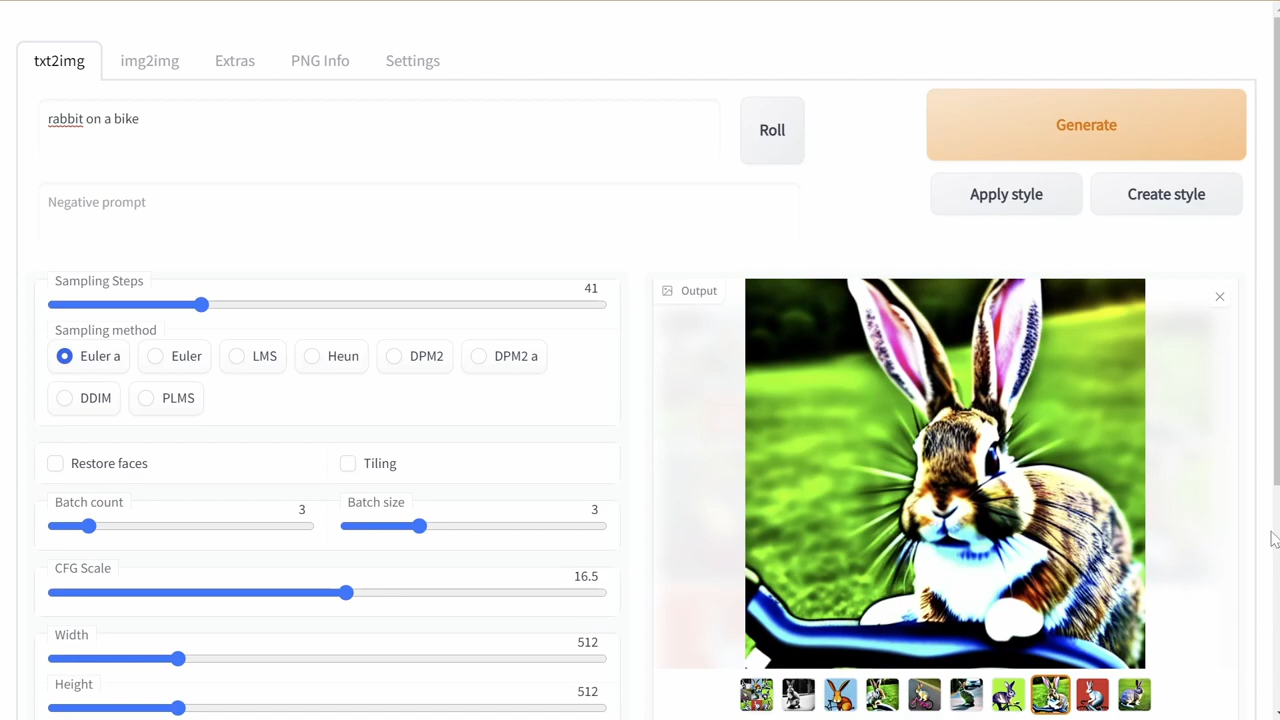 txt2img img2img Extras PNG Info Settings
rabbit on a bike
Roll
Generate
Negative prompt
Apply style Create style
Sampling Steps
41
Sampling method
Euler a Euler LMS Heun DPM2 DPM2 a
DDIM PLMS
Restore faces Tiling
Batch count
3
Batch size
3
CFG Scale
16.5
Width
512
Height
512
Output